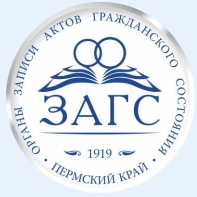 ОРГАНЫ ЗАПИСИ АКТОВ ГРАЖДАНСКОГО СОСТОЯНИЯ
ЗАГС
1919
• ПЕРМСКИЙ КРАЙ •